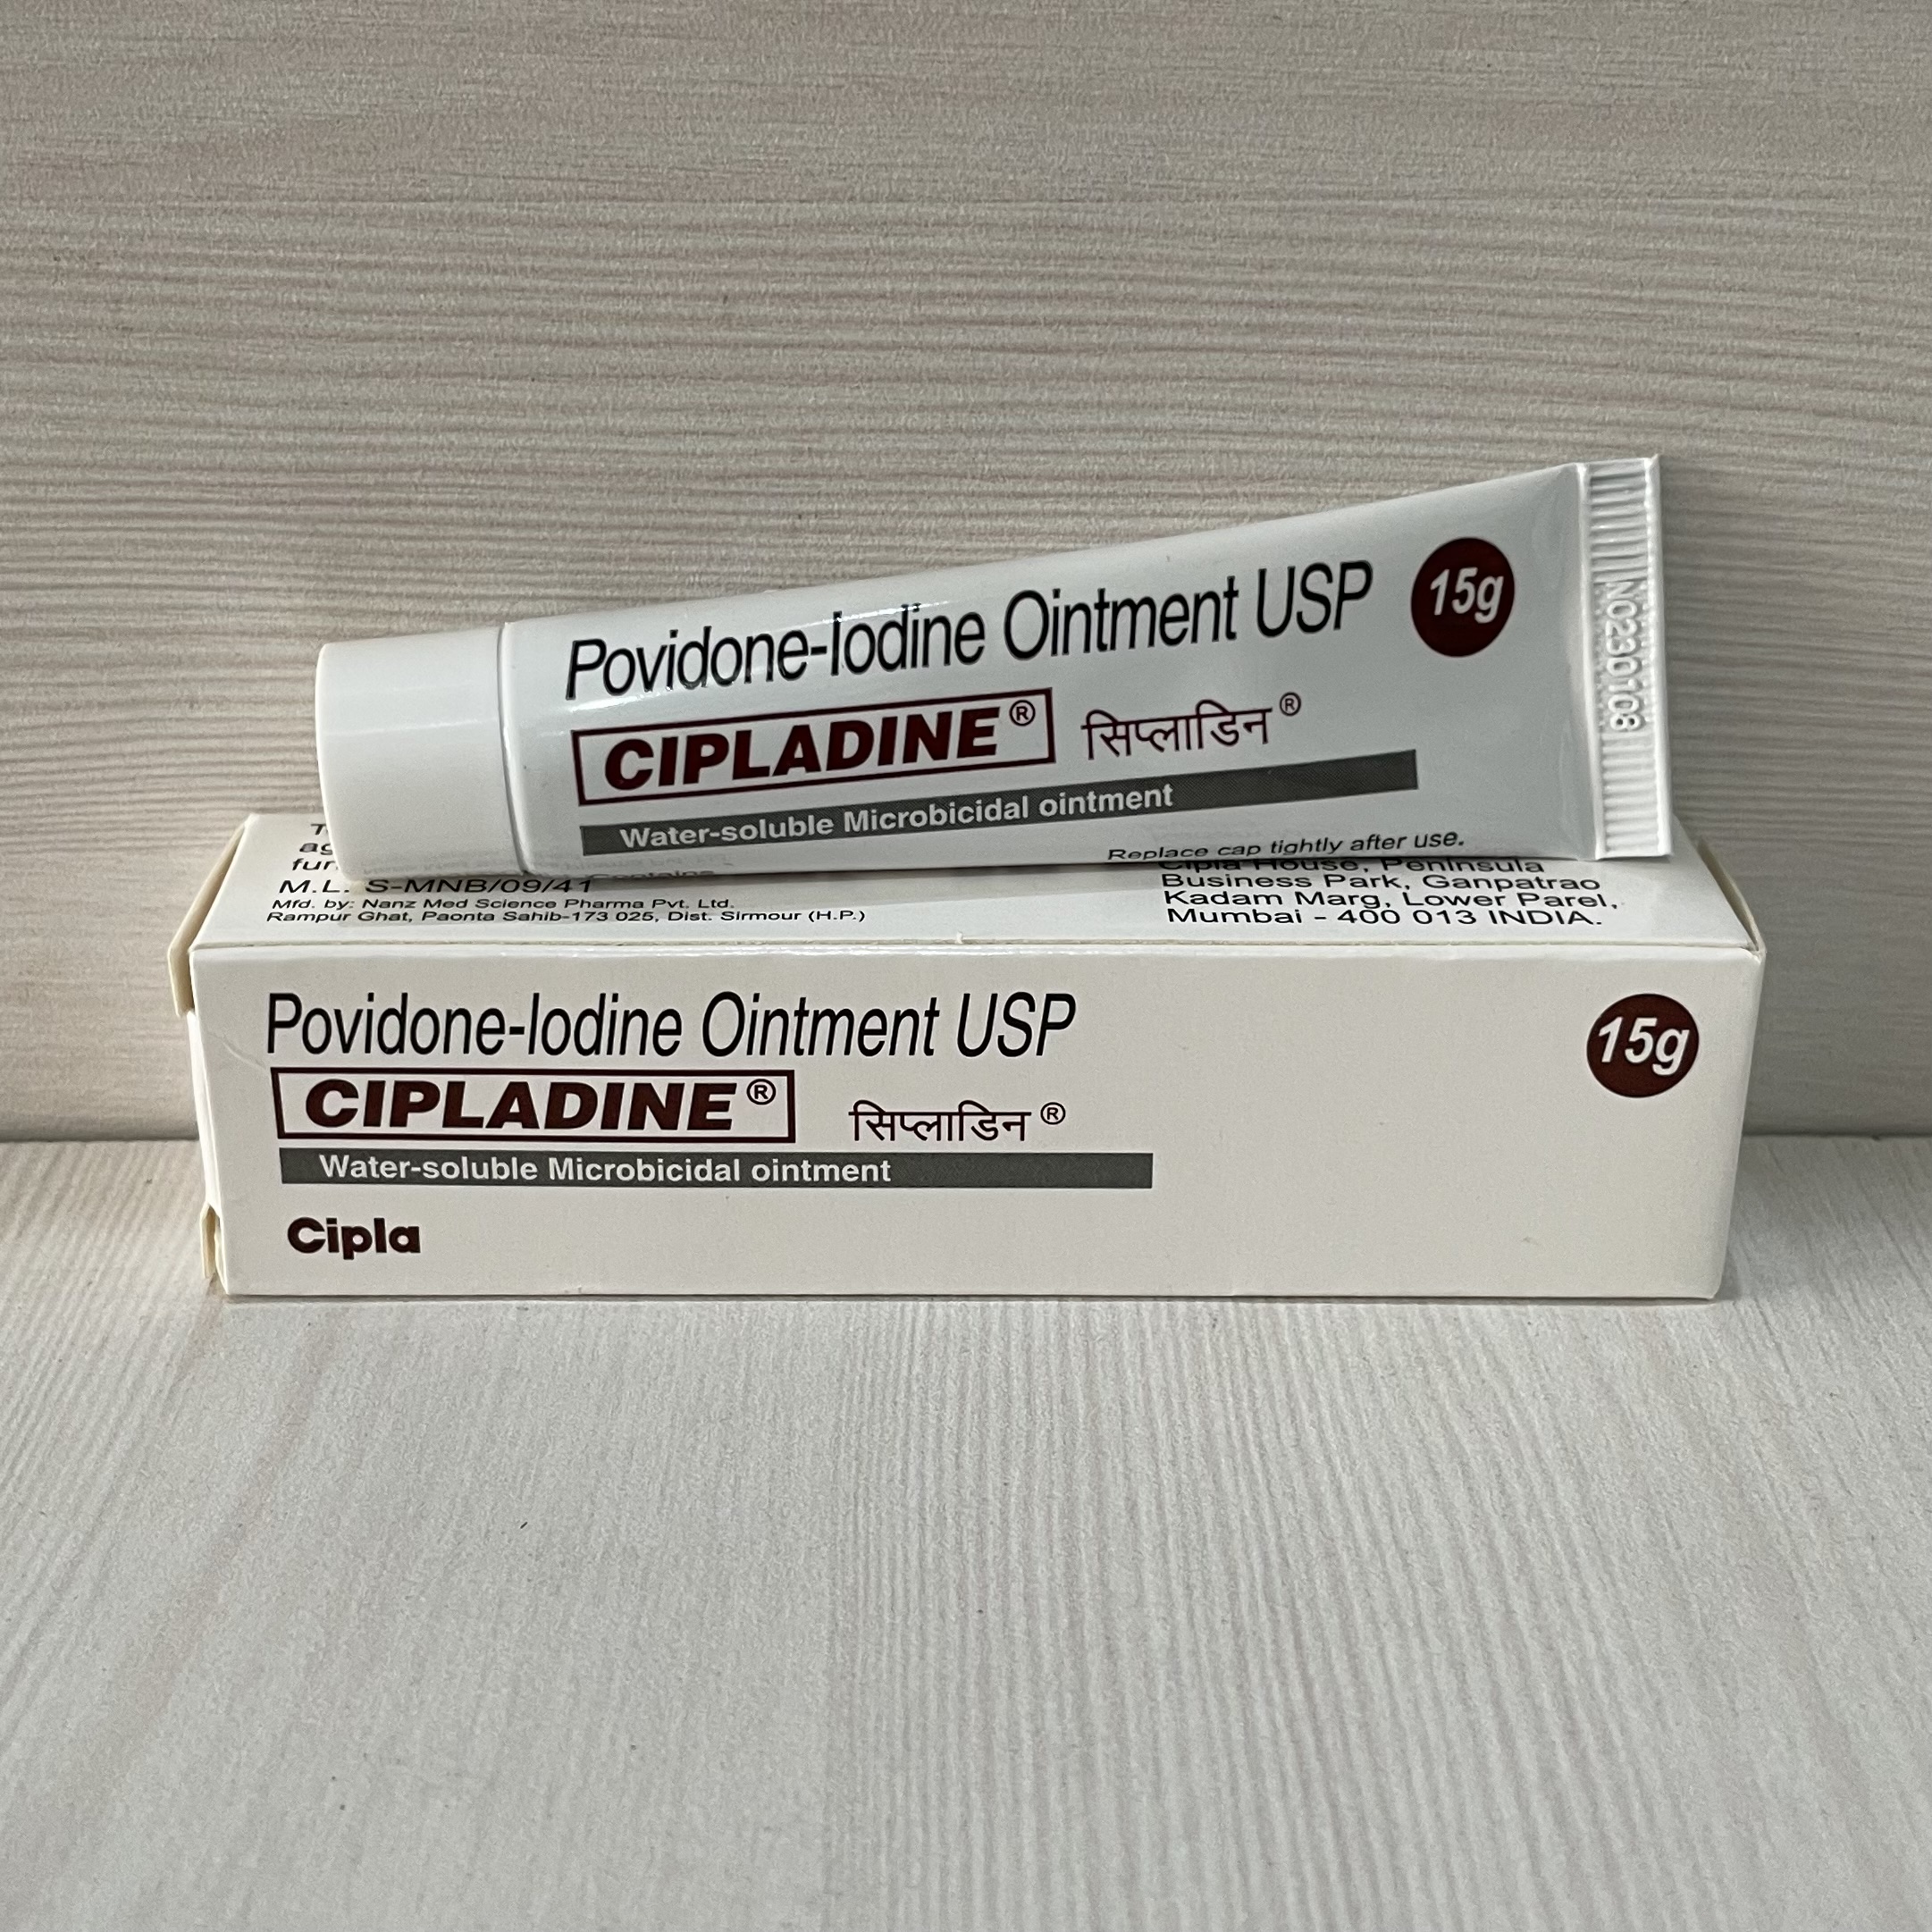 Povidone-Iodine Ointment USP
15g
CIPLADINE®
सिप्लाडिन®
Water-soluble Microbicidal ointment
Replace cap tightly after use.
NC230108
M.L. S-MNB/09/41
Mfd. by: Nanz Med Science Pharma Pvt. Ltd.
Rampur Ghat, Paonta Sahib-173 025, Dist. Sirmour (H.P.)
Cipla House, Peninsula
Business Park, Ganpatrao
Kadam Marg, Lower Parel,
Mumbai - 400 013 INDIA.
Povidone-Iodine Ointment USP
15g
CIPLADINE®
सिप्लाडिन®
Water-soluble Microbicidal ointment
Cipla